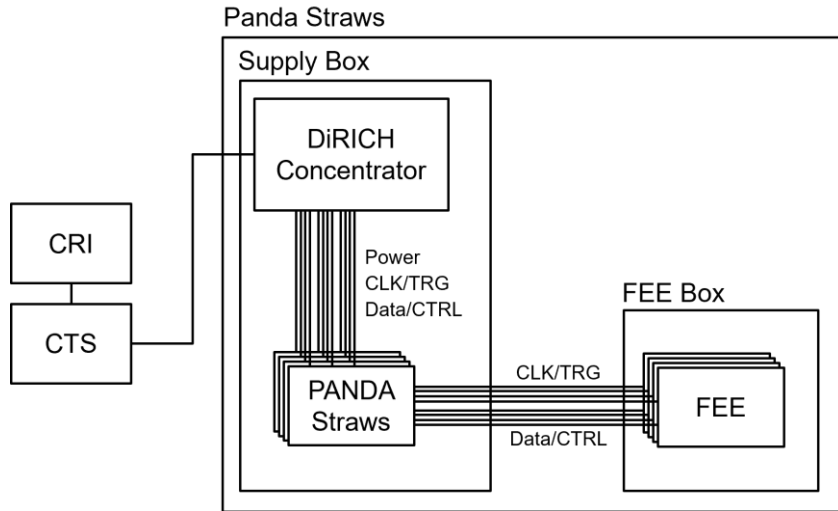 Panda Straws
Supply Box
DiRICH
Concentrator
CRI
CTS
Power
CLK/TRG
Data/CTRL
FEE Box
PANDA
Straws
CLK/TRG
Data/CTRL
FEE